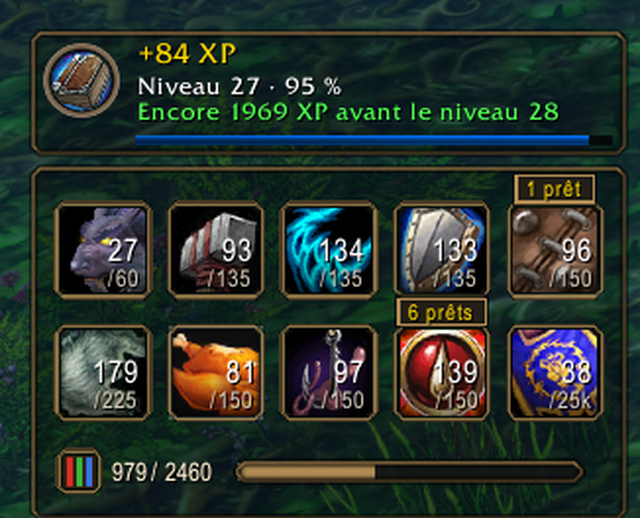 +84 XP
Niveau 27 · 95 %
Encore 1969 XP avant le niveau 28
1 prêt
27
/60
93
/135
134
/135
133
/135
96
/150
6 prêts
179
/225
81
/150
97
/150
139
/150
38
/25k
979 / 2460